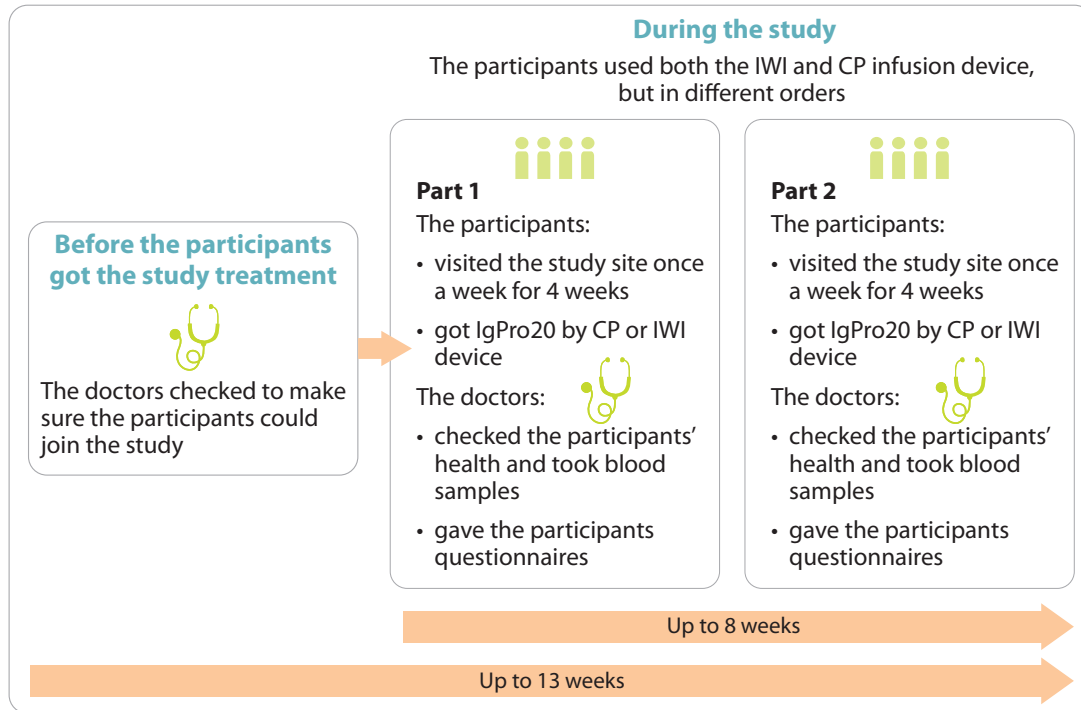 During the study
The participants used both the IWI and CP infusion device,
but in different orders
Before the participants
got the study treatment
The doctors checked to make
sure the participants could
join the study
Part 1
The participants:
• visited the study site once
a week for 4 weeks
• got IgPro20 by CP or IWI
device
The doctors:
• checked the participants’
health and took blood
samples
• gave the participants
questionnaires
Part 2
The participants:
• visited the study site once
a week for 4 weeks
• got IgPro20 by CP or IWI
device
The doctors:
• checked the participants’
health and took blood
samples
• gave the participants
questionnaires
Up to 8 weeks
Up to 13 weeks